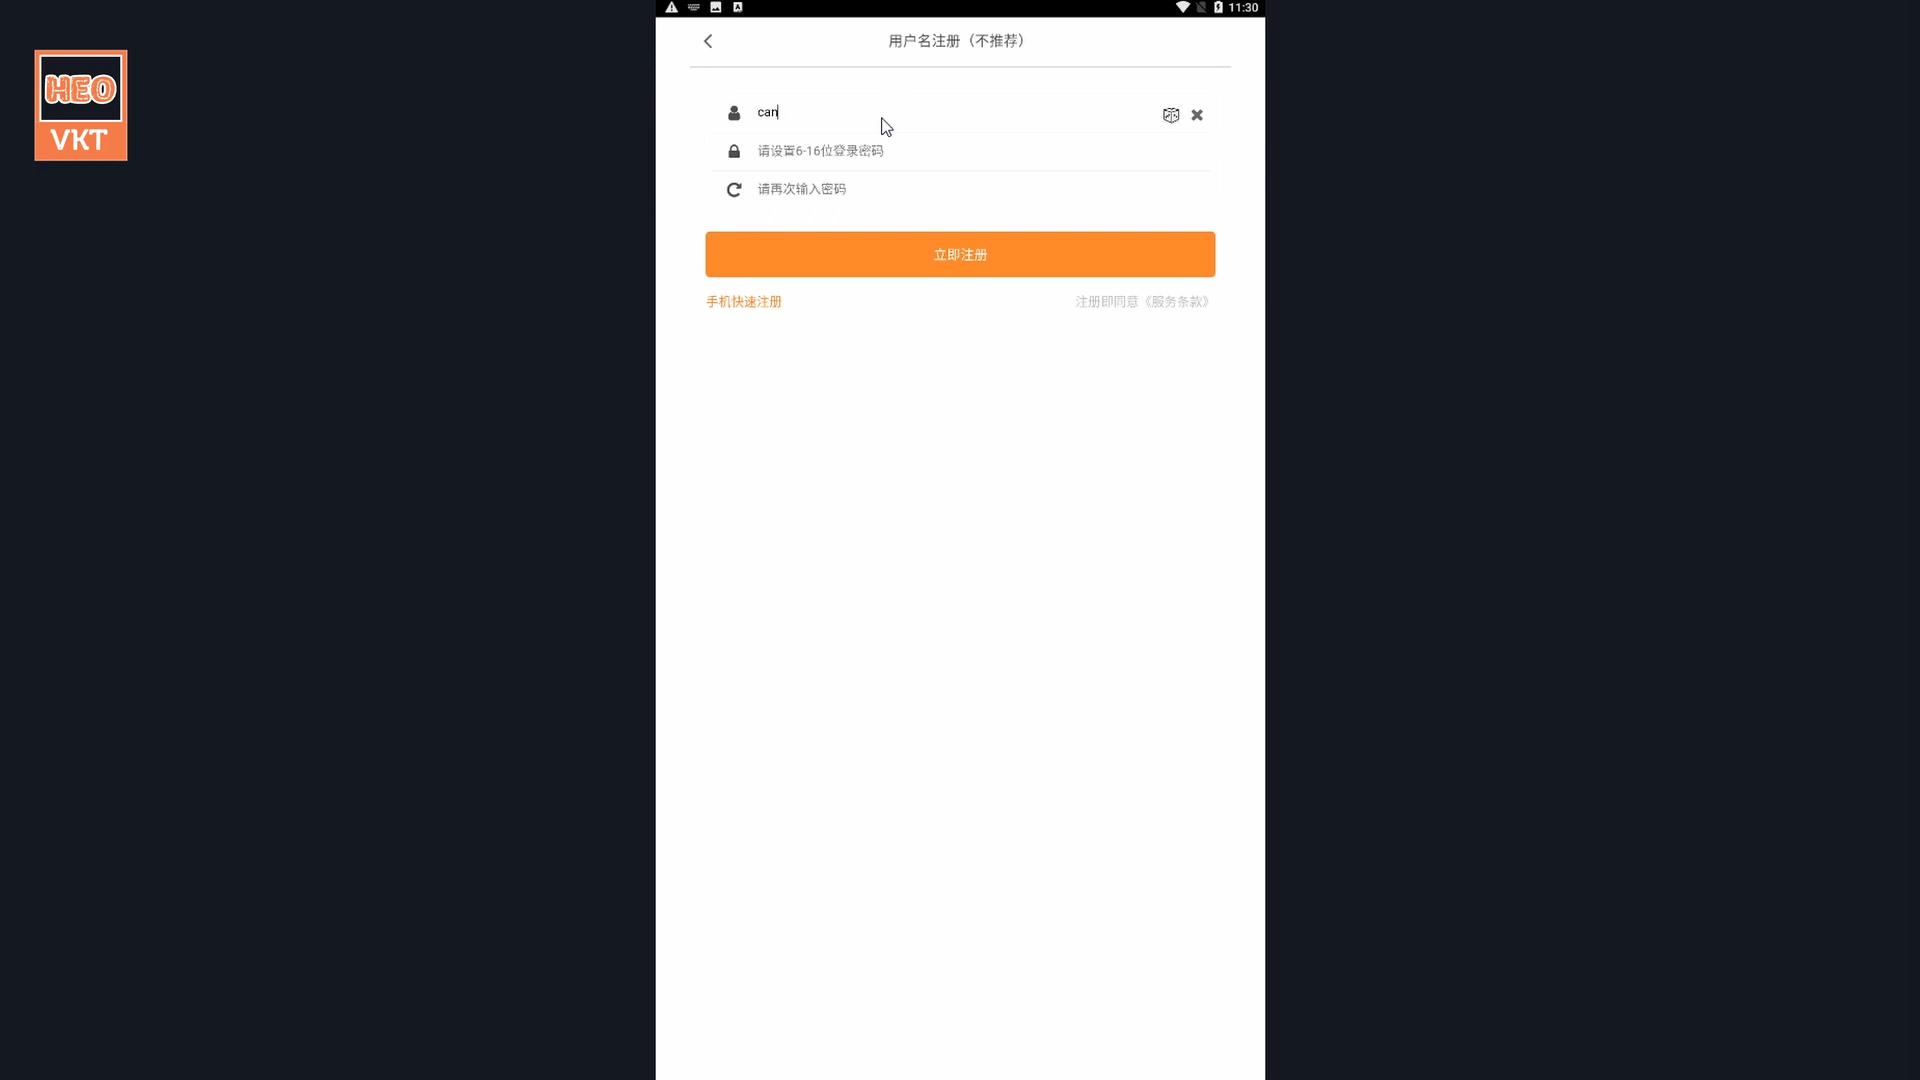 11:30
HEO
VKT
用户名注册（不推荐）
can
请设置6-16位登录密码
请再次输入密码
立即注册
手机快速注册
注册即同意《服务条款》